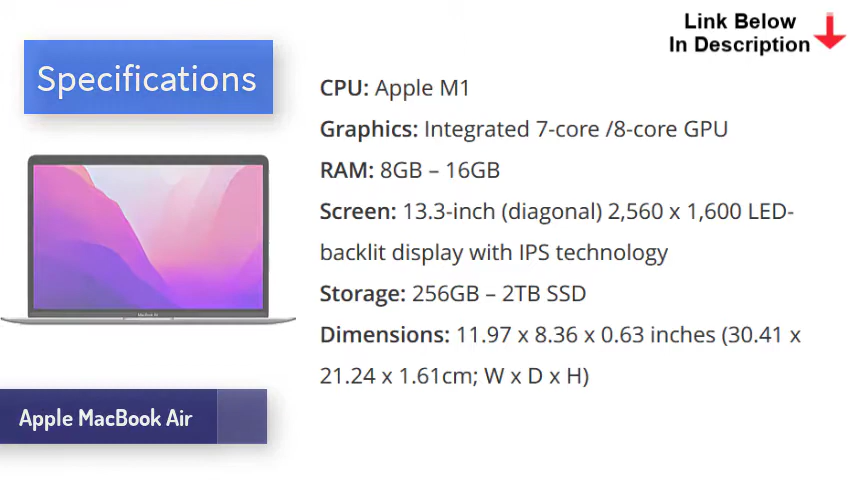 Link Below
In Description
Specifications
CPU: Apple M1
Graphics: Integrated 7-core /8-core GPU
RAM: 8GB – 16GB
Screen: 13.3-inch (diagonal) 2,560 x 1,600 LED-
backlit display with IPS technology
Storage: 256GB – 2TB SSD
Dimensions: 11.97 x 8.36 x 0.63 inches (30.41 x
21.24 x 1.61cm; W x D x H)
MacBook Air
Apple MacBook Air